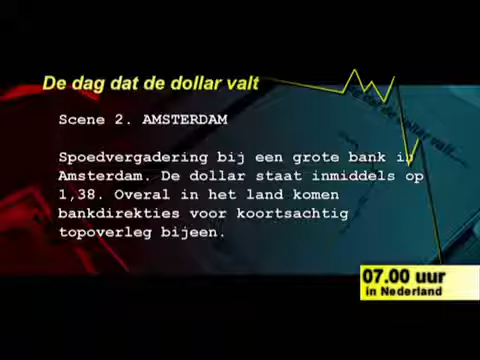 De dag dat de dollar valt
Scene 2. AMSTERDAM
Spoedvergadering bij een grote bank in
Amsterdam. De dollar staat inmiddels op
1,38. Overal in het land komen
bankdirekties voor koortsachtig
topoverleg bijeen.
07.00 uur
in Nederland